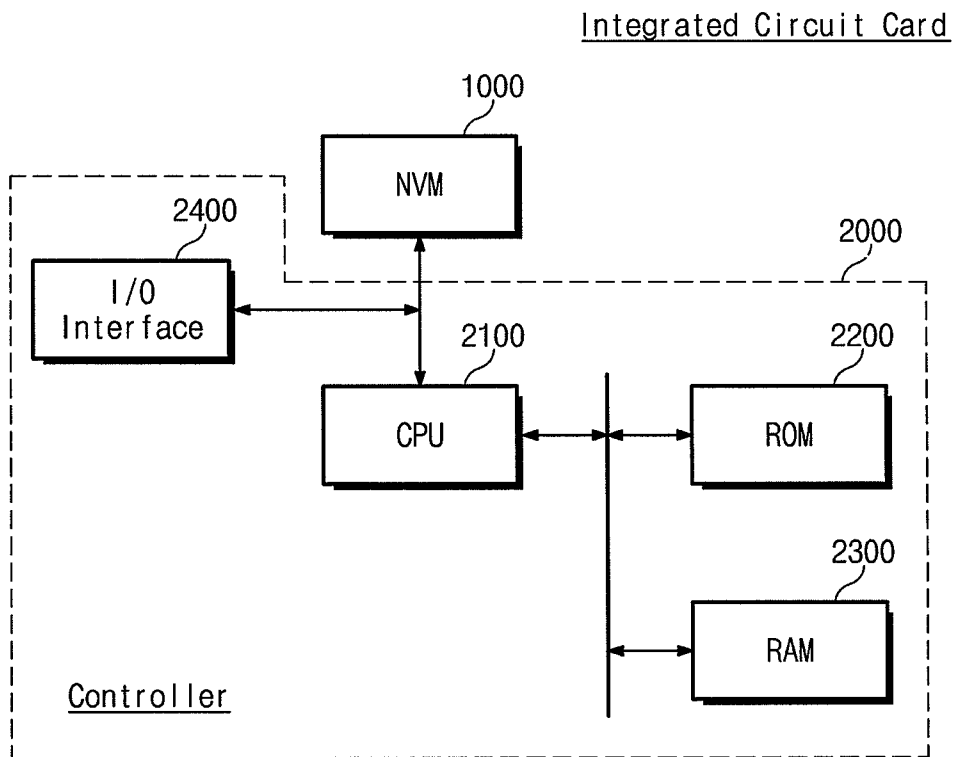 Integrated Circuit Card
1000
NVM
2400
I/O
Interface
2000
2100
CPU
2200
ROM
2300
RAM
Controller